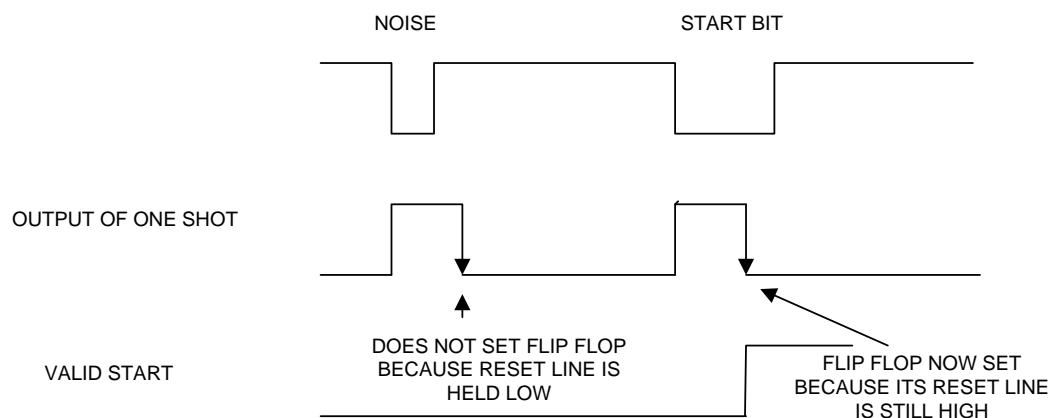 NOISE
START BIT
OUTPUT OF ONE SHOT
DOES NOT SET FLIP FLOP
BECAUSE RESET LINE IS
HELD LOW
VALID START
FLIP FLOP NOW SET
BECAUSE ITS RESET LINE
IS STILL HIGH